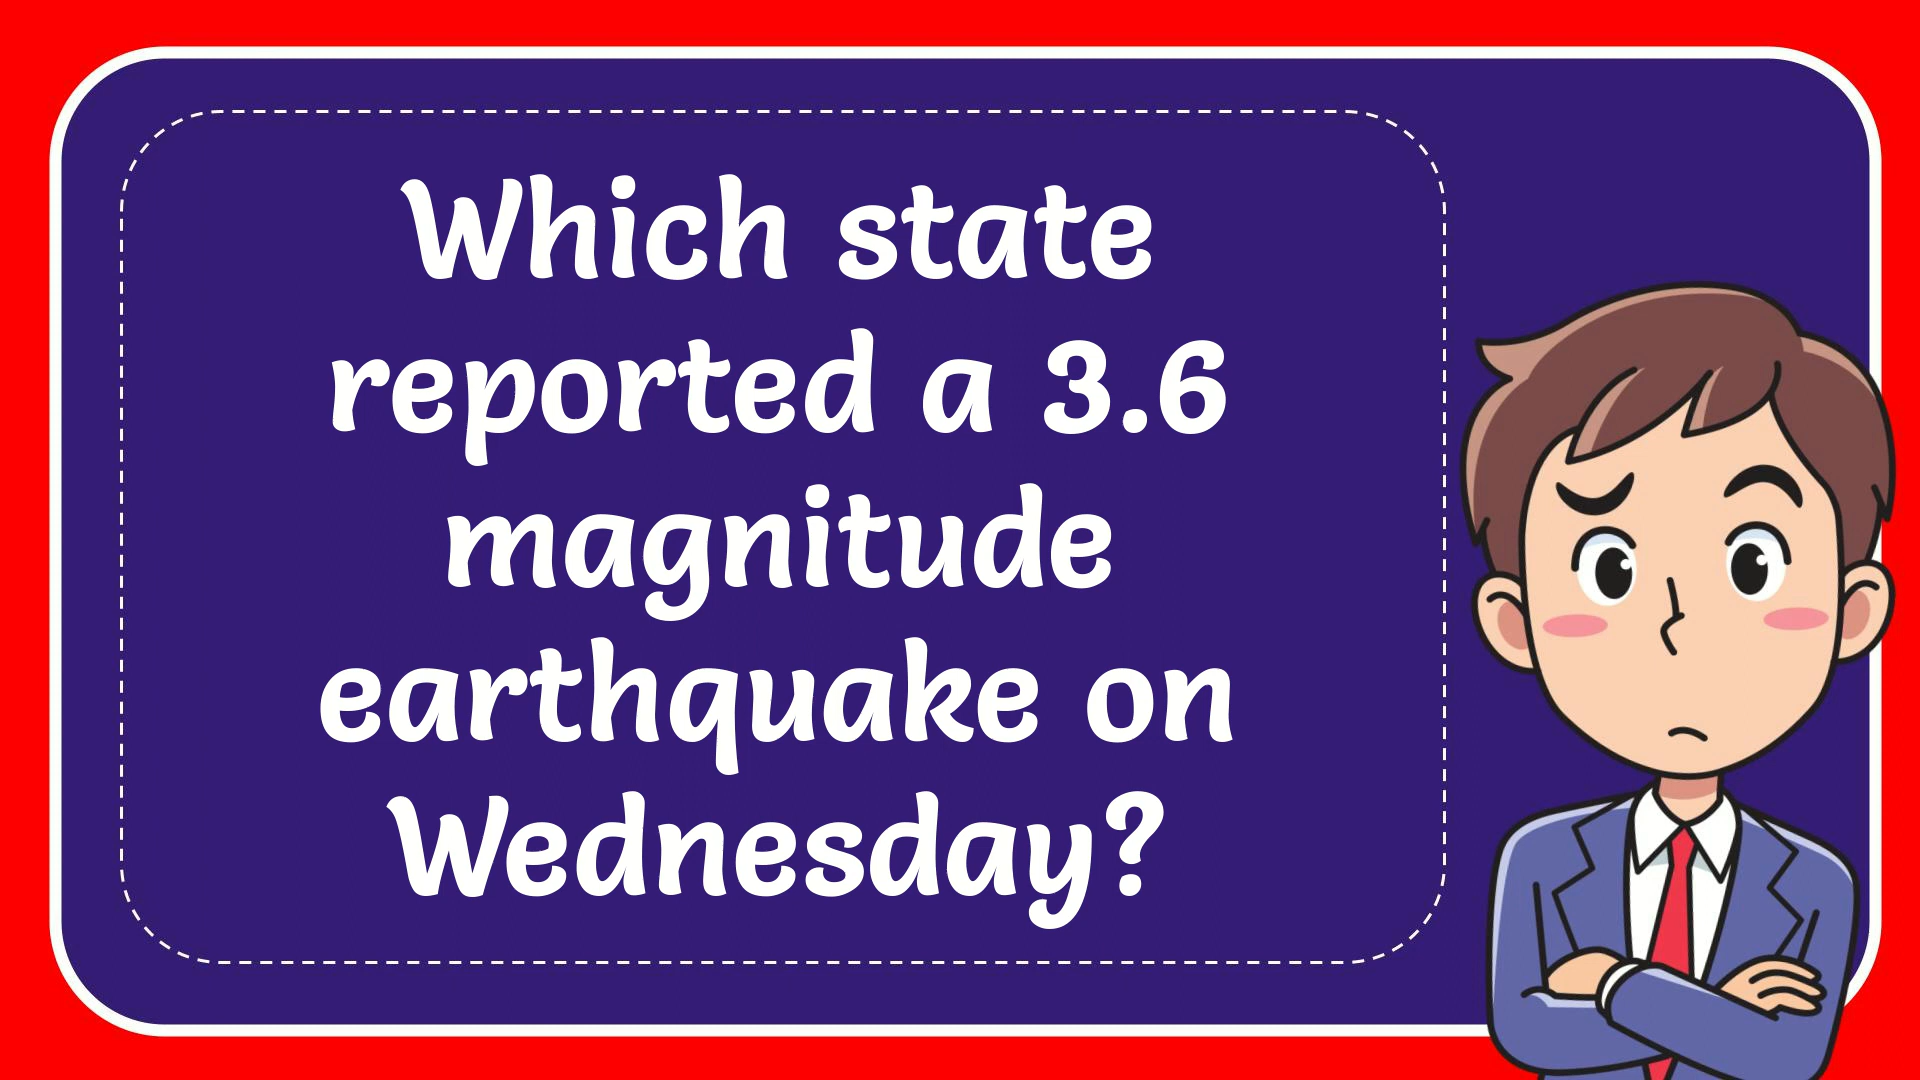 Which state
reported a 3.6
magnitude
earthquake on
Wednesday?